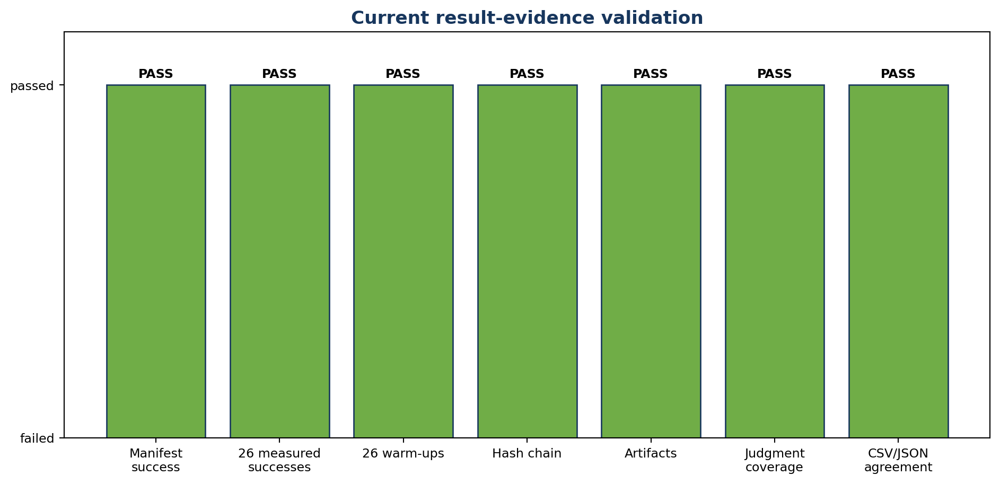 Current result-evidence validation
PASS PASS PASS PASS PASS PASS PASS
passed
failed
Manifest
success
26 measured
successes
26 warm-ups
Hash chain
Artifacts
Judgment
coverage
CSV/JSON
agreement